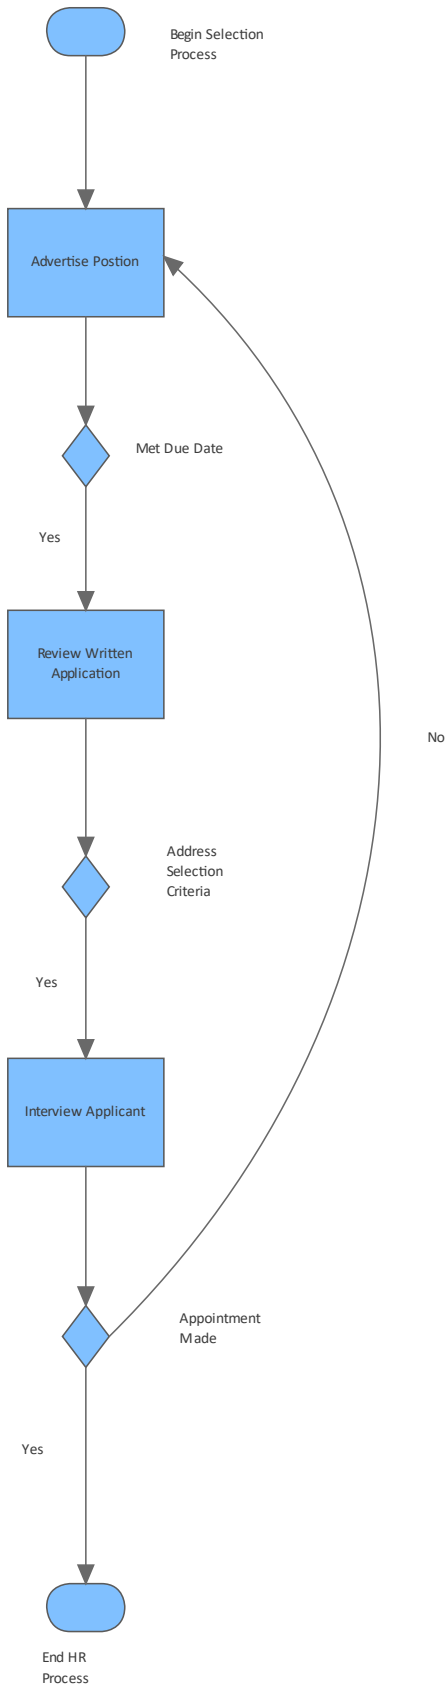 Begin Selection
Process
Advertise Postion
Met Due Date
Yes
Review Written
Application
No
Address
Selection
Criteria
Yes
Interview Applicant
Appointment
Made
Yes
End HR
Process